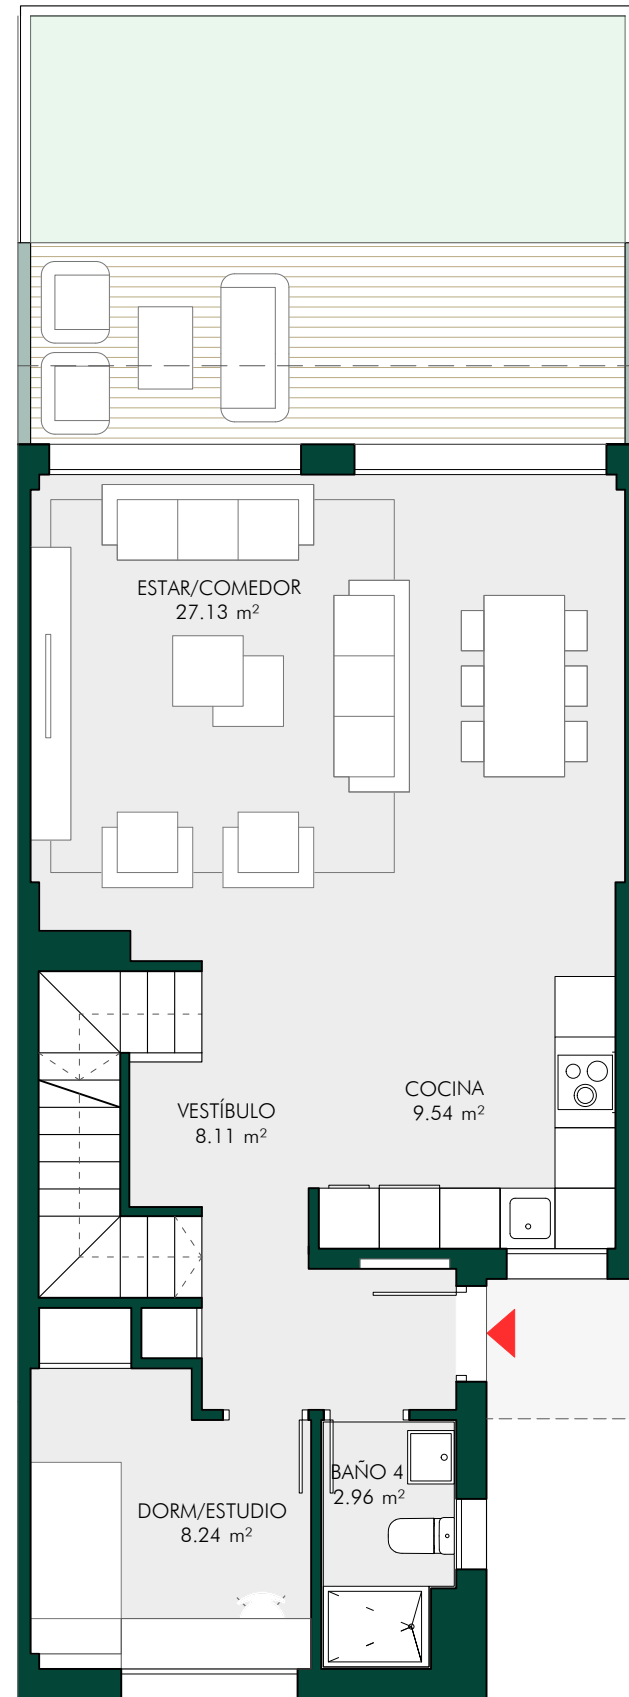 ESTAR/COMEDOR
27.13 m²
COCINA
9.54 m²
VESTÍBULO
8.11 m²
BAÑO 4
2.96 m²
DORM/ESTUDIO
8.24 m²